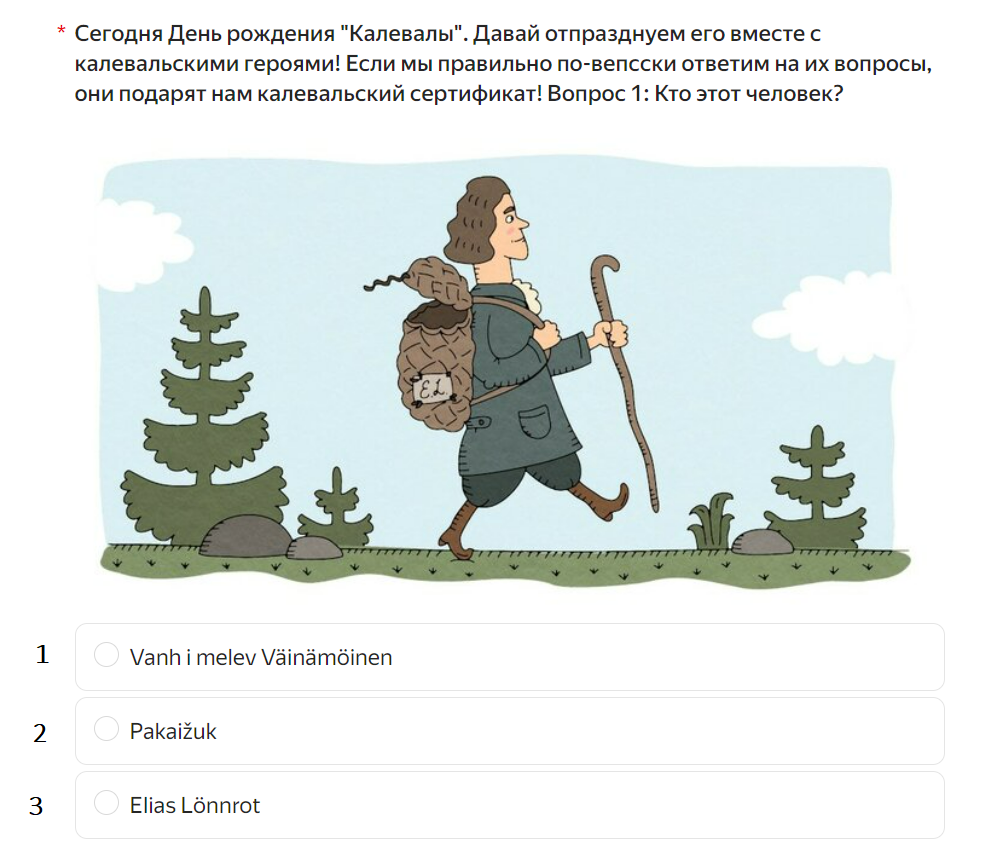 * Сегодня День рождения "Калевалы". Давай отпразднуем его вместе с
калевальскими героями! Если мы правильно по-вепсски ответим на их вопросы,
они подарят нам калевальский сертификат! Вопрос 1: Кто этот человек?
E.L.
1 Vanh i melev Väinämöinen
2 Pakaižuk
3 Elias Lönnrot